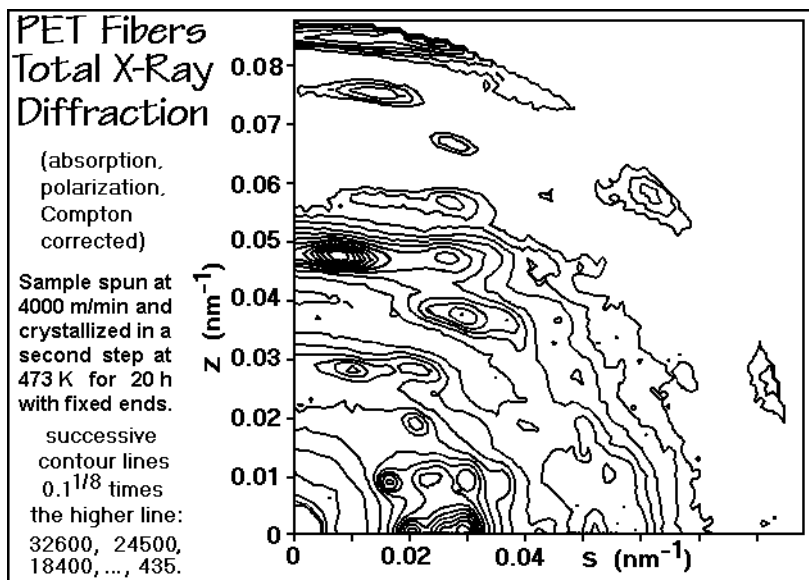 PET Fibers
Total X-Ray
Diffraction
(absorption,
polarization,
Compton
corrected)
Sample spun at
4000 m/min and
crystallized in a
second step at
473 K for 20 h
with fixed ends.
successive
contour lines
0.1^1/8 times
the higher line:
32600, 24500,
18400, ..., 435.
0.08
0.07
0.06
0.05
0.04
0.03
0.02
0.01
0
z (nm⁻¹)
0
0.02
0.04
s (nm⁻¹)